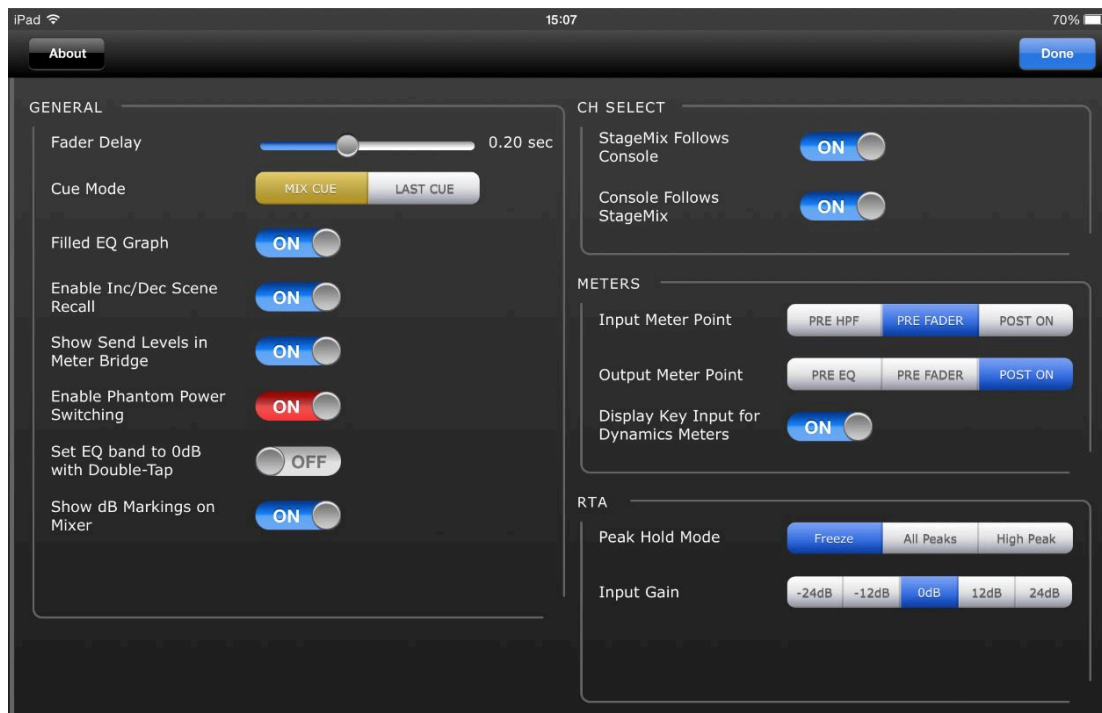 iPad 15:07 70%
About Done
GENERAL
Fader Delay 0.20 sec
Cue Mode MIX CUE LAST CUE
Filled EQ Graph ON
Enable Inc/Dec Scene
Recall ON
Show Send Levels in
Meter Bridge ON
Enable Phantom Power
Switching ON
Set EQ band to 0dB
with Double-Tap OFF
Show dB Markings on
Mixer ON
CH SELECT
StageMix Follows
Console ON
Console Follows
StageMix ON
METERS
Input Meter Point PRE HPF PRE FADER POST ON
Output Meter Point PRE EQ PRE FADER POST ON
Display Key Input for
Dynamics Meters ON
RTA
Peak Hold Mode Freeze All Peaks High Peak
Input Gain -24dB -12dB 0dB 12dB 24dB